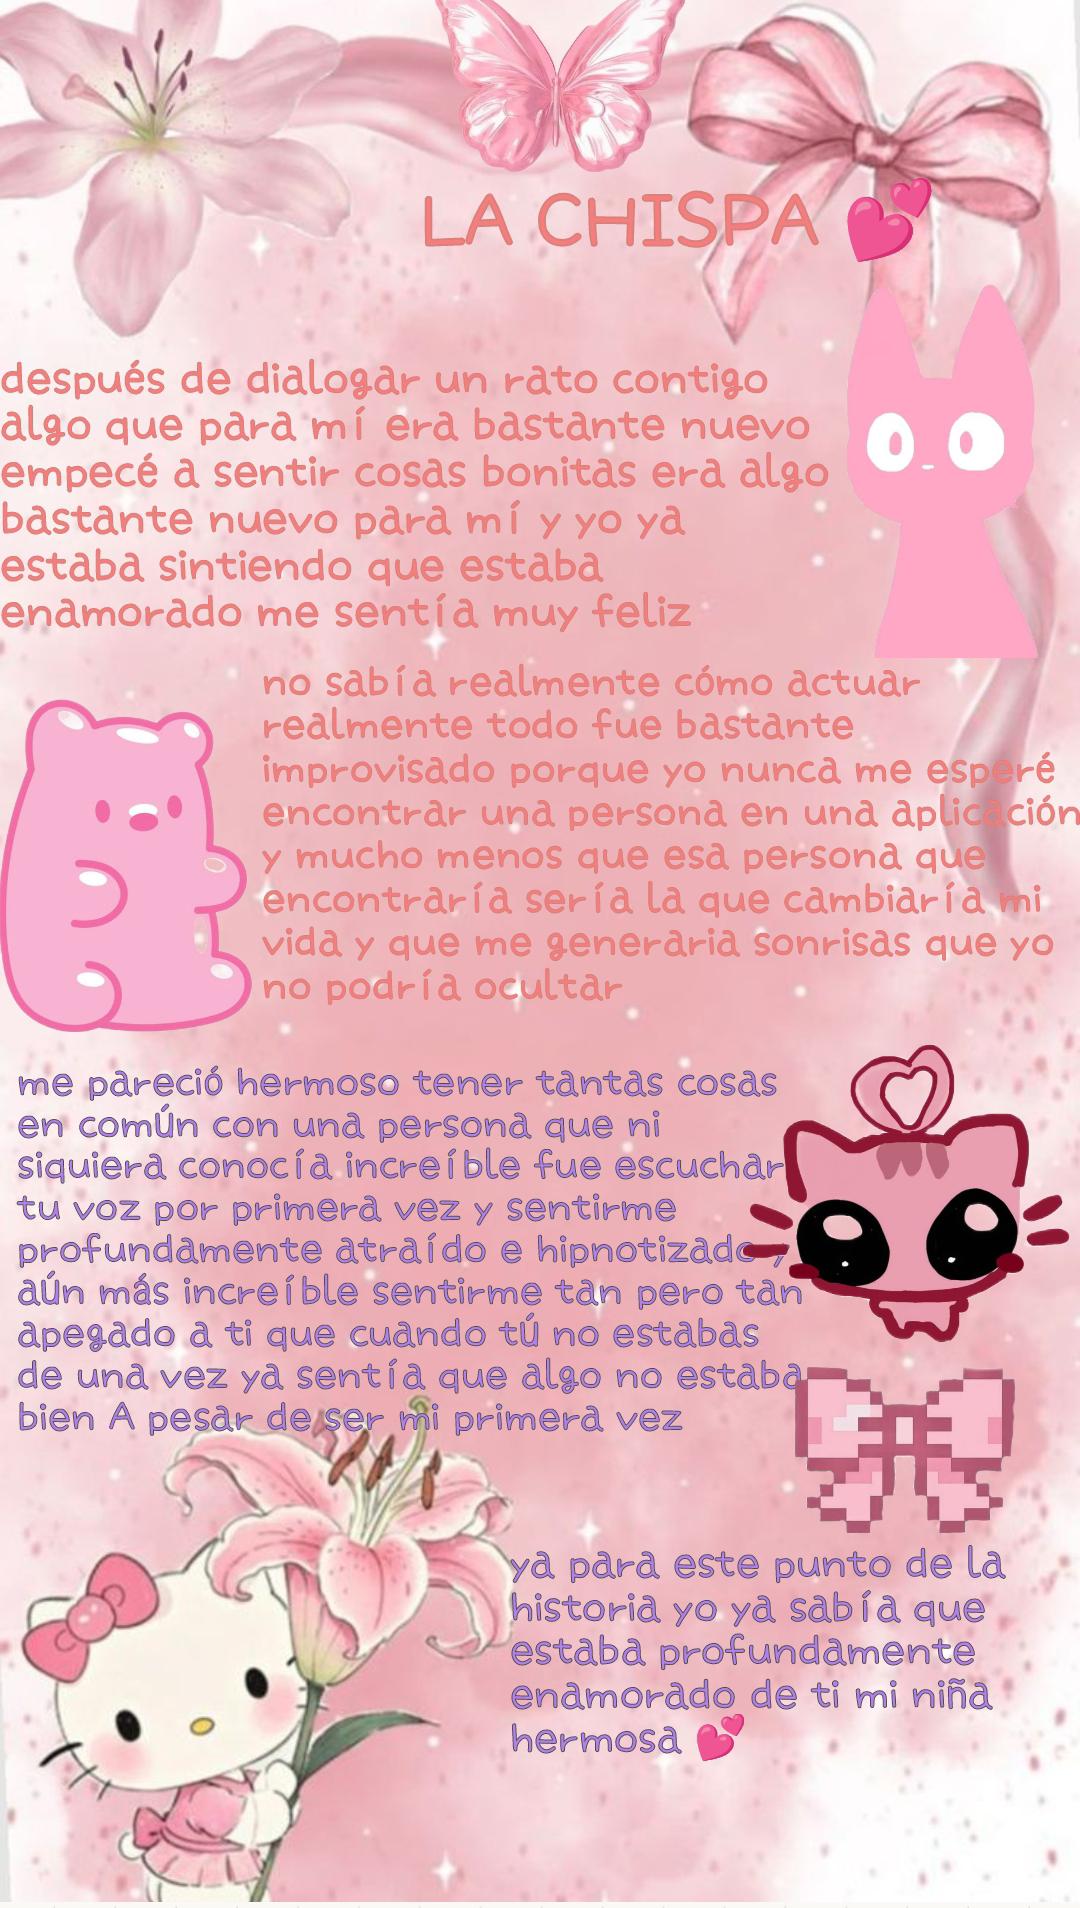 LA CHISPA 💕
después de dialogar un rato contigo
algo que para mí era bastante nuevo
empecé a sentir cosas bonitas era algo
bastante nuevo para mí y yo ya
estaba sintiendo que estaba
enamorado me sentía muy feliz
no sabía realmente cómo actuar
realmente todo fue bastante
improvisado porque yo nunca me esperé
encontrar una persona en una aplicación
y mucho menos que esa persona que
encontraría sería la que cambiaría mi
vida y que me generaria sonrisas que yo
no podría ocultar
me pareció hermoso tener tantas cosas
en común con una persona que ni
siquiera conocía increíble fue escuchar
tu voz por primera vez y sentirme
profundamente atraído e hipnotizado y
aún más increíble sentirme tan pero tan
apegado a ti que cuando tú no estabas
de una vez ya sentía que algo no estaba
bien A pesar de ser mi primera vez
ya para este punto de la
historia yo ya sabía que
estaba profundamente
enamorado de ti mi niña
hermosa 💕